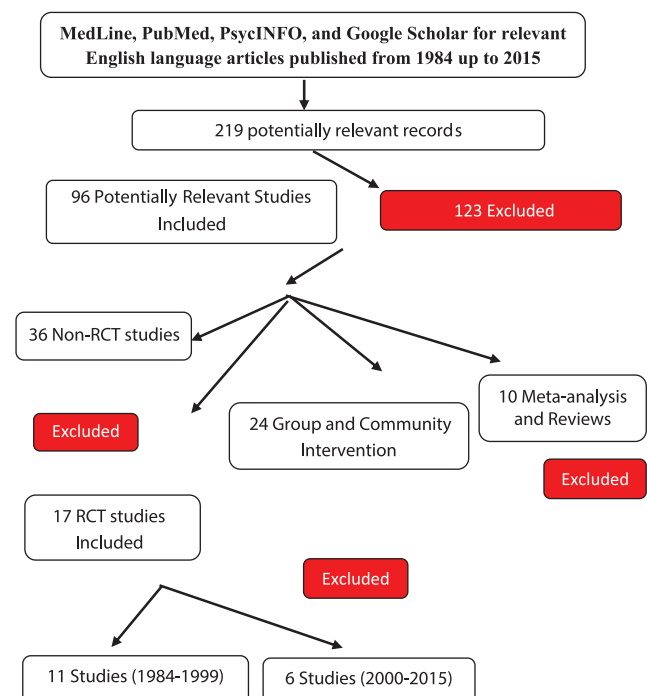 MedLine, PubMed, PsycINFO, and Google Scholar for relevant
English language articles published from 1984 up to 2015
219 potentially relevant records
96 Potentially Relevant Studies
Included
123 Excluded
36 Non-RCT studies
10 Meta-analysis
and Reviews
Excluded
24 Group and Community
Intervention
Excluded
17 RCT studies
Included
Excluded
11 Studies (1984-1999)
6 Studies (2000-2015)